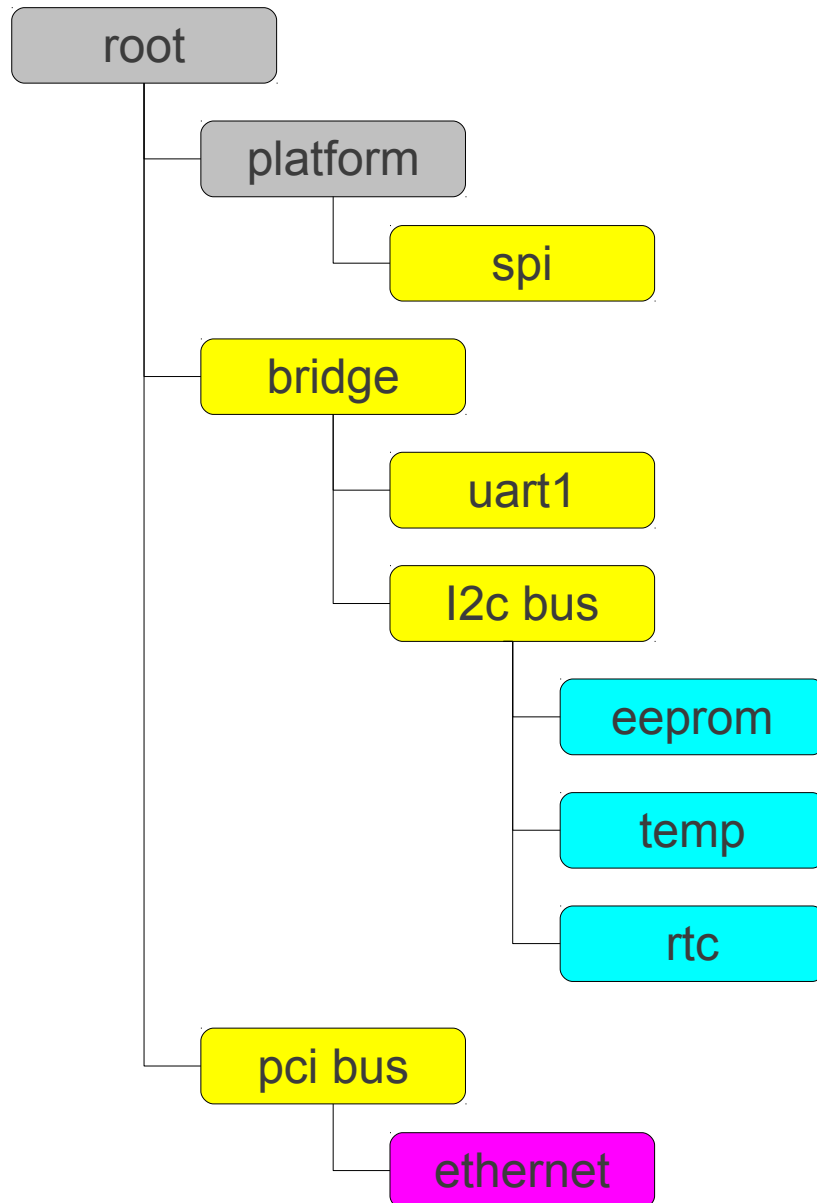 root
platform
spi
bridge
uart1
I2c bus
eeprom
temp
rtc
pci bus
ethernet